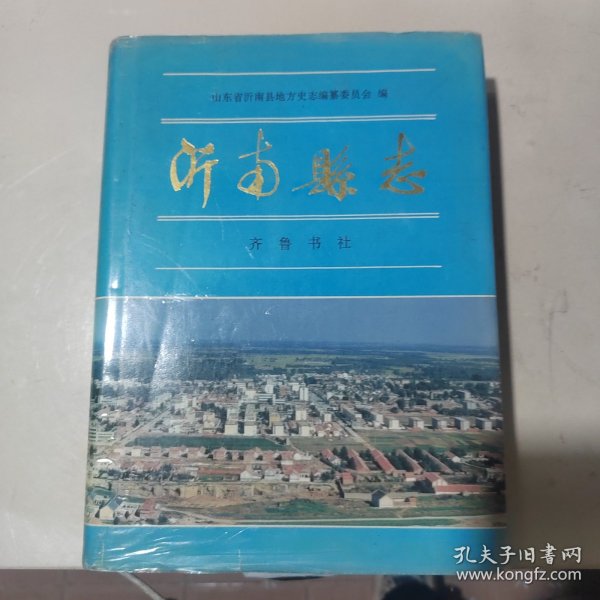 山东省沂南县地方史志编纂委员会 编
沂南縣志
齐鲁书社
孔夫子旧书网
www.kongfz.com